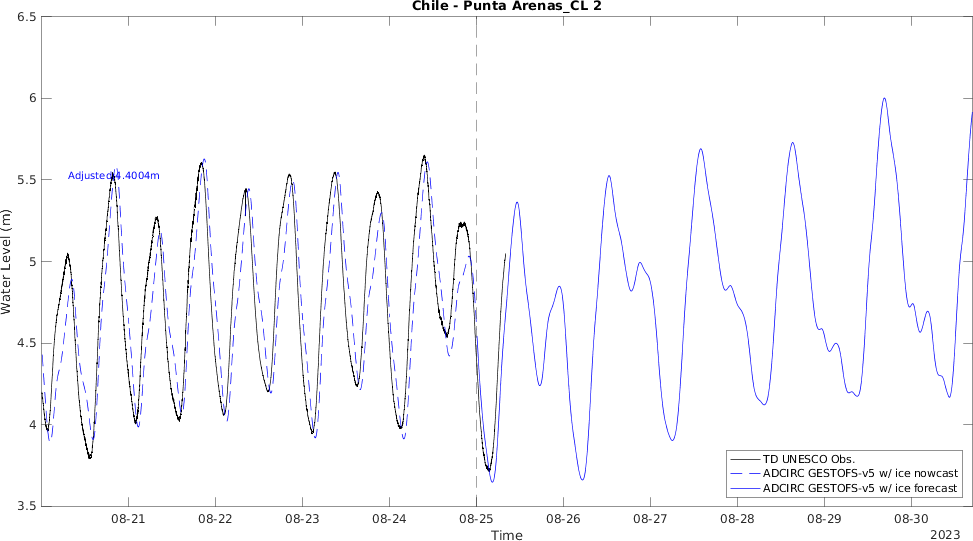 Chile - Punta Arenas_CL 2
6.5
6
5.5
5
4.5
4
3.5
Water Level (m)
Adjusted 4.4004m
TD UNESCO Obs.
ADCIRC GESTOFS-v5 w/ ice nowcast
ADCIRC GESTOFS-v5 w/ ice forecast
08-21 08-22 08-23 08-24 08-25 08-26 08-27 08-28 08-29 08-30
Time
2023